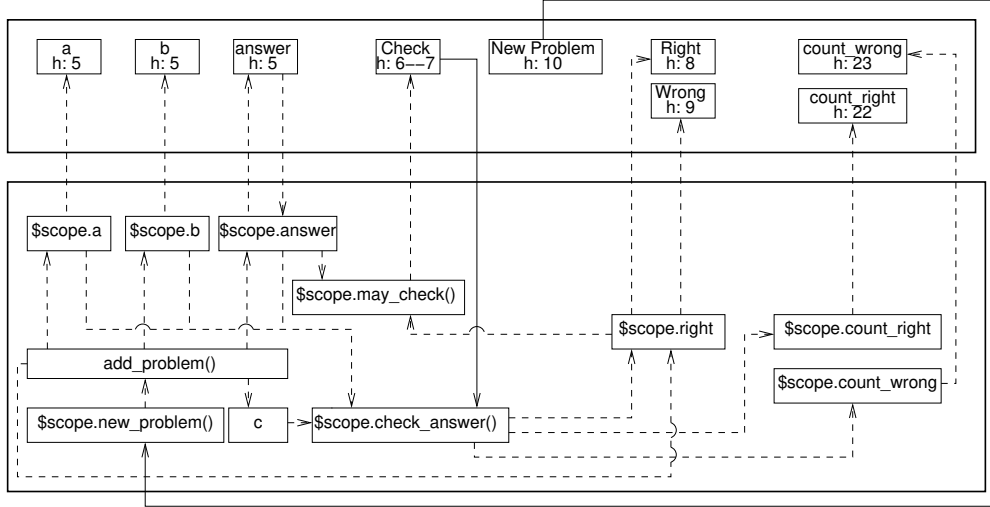 a
h: 5
b
h: 5
answer
h: 5
Check
h: 6--7
New Problem
h: 10
Right
h: 8
count_wrong
h: 23
Wrong
h: 9
count_right
h: 22
$scope.a
$scope.b
$scope.answer
$scope.may_check()
$scope.right
$scope.count_right
add_problem()
$scope.count_wrong
$scope.new_problem()
c
$scope.check_answer()